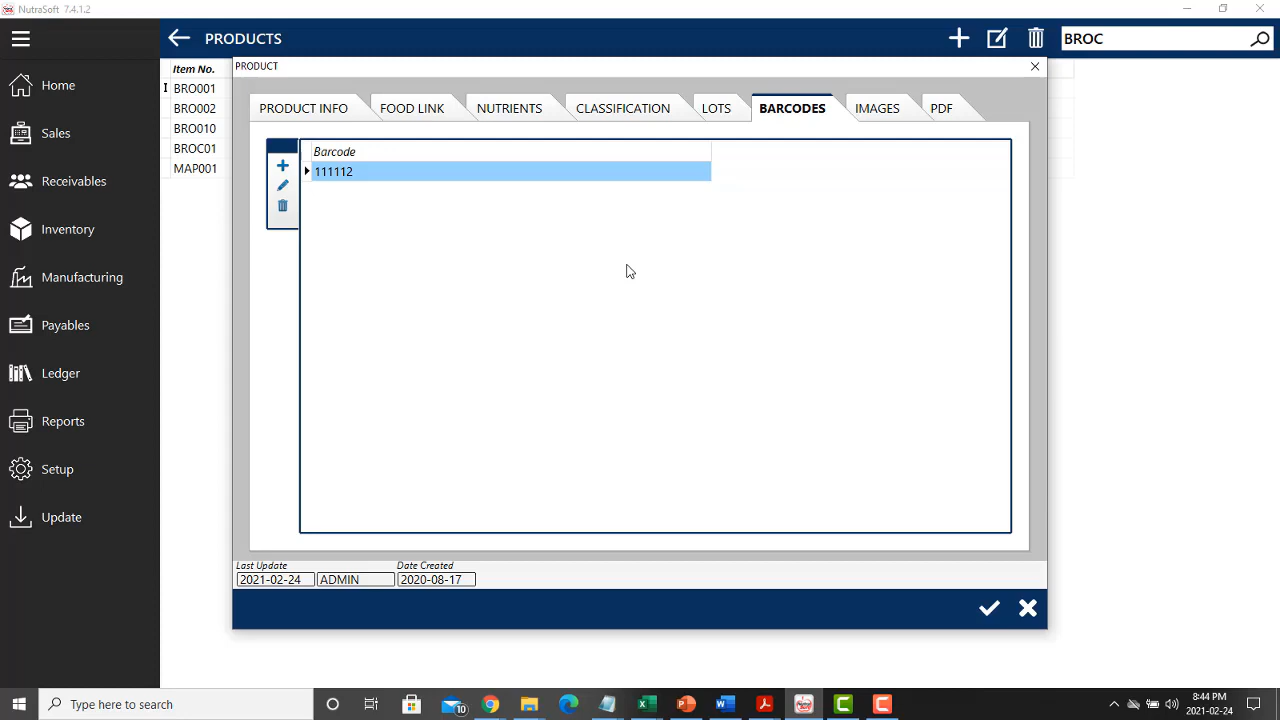 NutraSoft 7.4.1.2
PRODUCTS
BROC
Home
Sales
Receivables
Inventory
Manufacturing
Payables
Ledger
Reports
Setup
Update
Item No.
BRO001
BRO002
BRO010
BROC01
MAP001
PRODUCT
PRODUCT INFO FOOD LINK NUTRIENTS CLASSIFICATION LOTS BARCODES IMAGES PDF
Barcode
111112
Last Update Date Created
2021-02-24 ADMIN 2020-08-17
Type here to search
10
8:44 PM
2021-02-24